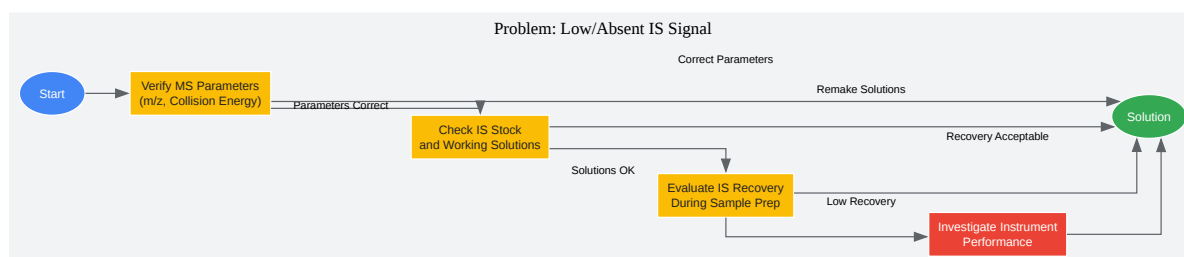 Problem: Low/Absent IS Signal
Correct Parameters
Start
Verify MS Parameters
(m/z, Collision Energy)
Remake Solutions
Parameters Correct
Solution
Check IS Stock
and Working Solutions
Recovery Acceptable
Solutions OK
Evaluate IS Recovery
During Sample Prep
Low Recovery
Investigate Instrument
Performance